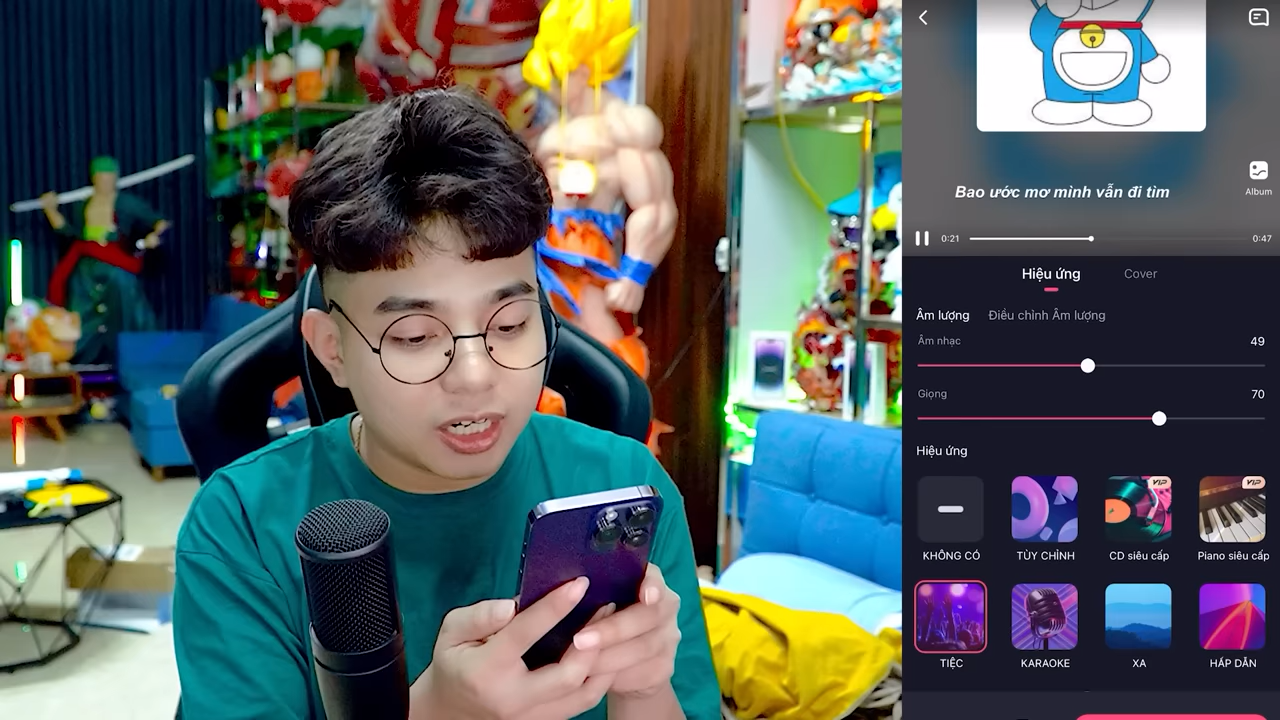 Album
Bao ước mơ mình vẫn đi tìm
0:21
0:47
Hiệu ứng
Cover
Âm lượng
Điều chỉnh Âm lượng
Âm nhạc
49
Giọng
70
Hiệu ứng
VIP
VIP
KHÔNG CÓ
TÙY CHỈNH
CD siêu cấp
Piano siêu cấp
TIỆC
KARAOKE
XA
HẤP DẪN